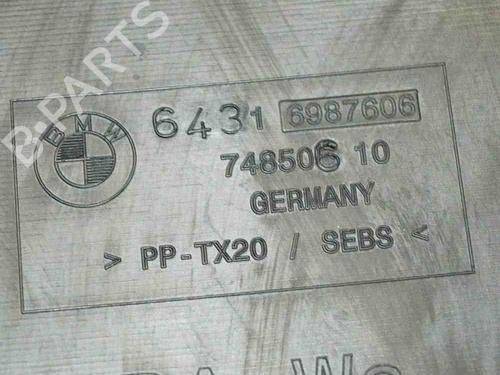 B-PARTS
BMW
6431 6987606
748506 10
GERMANY
> PP-TX20 / SEBS <